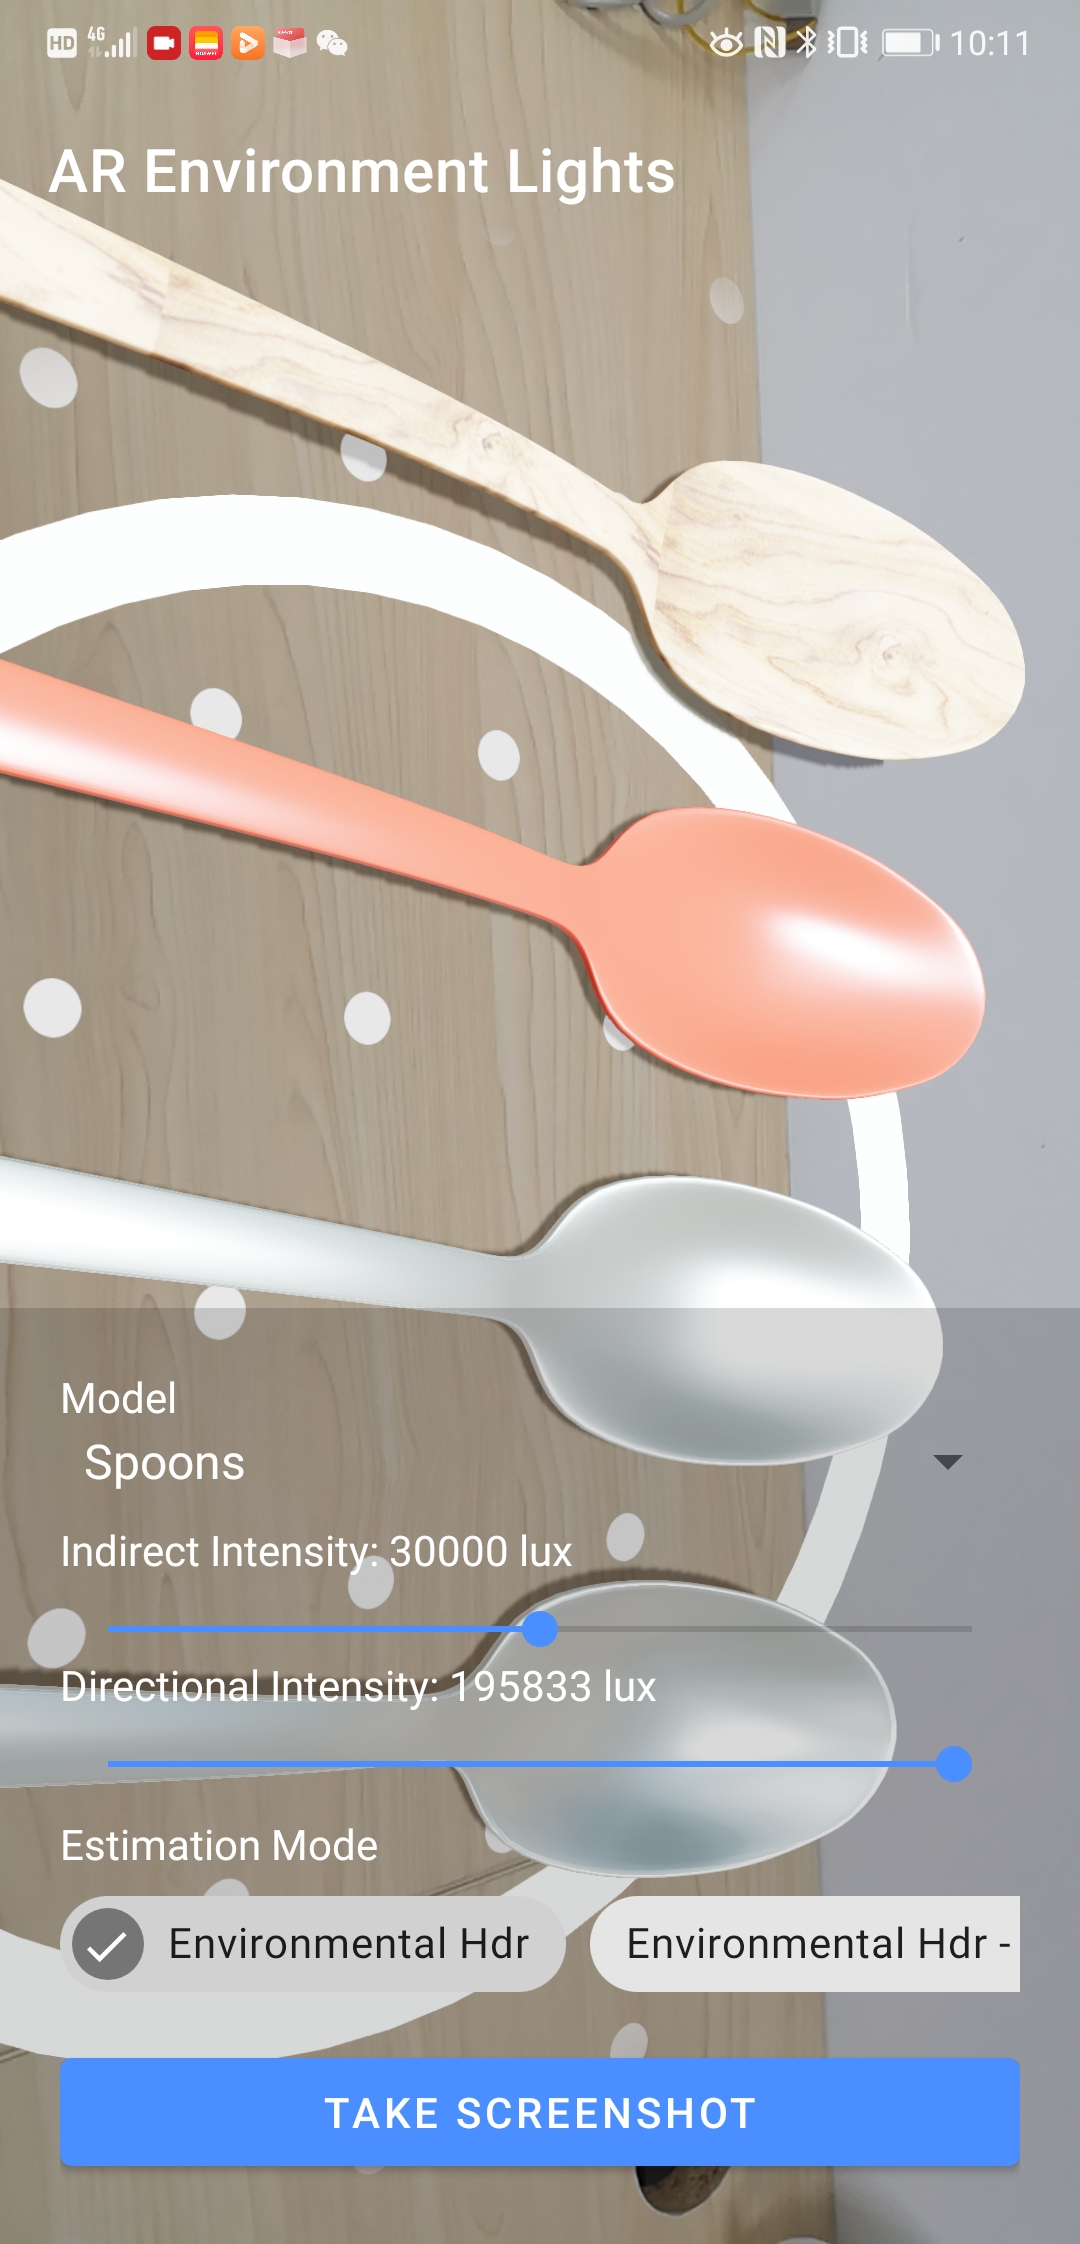 HD 4G 10:11
AR Environment Lights
Model
Spoons
Indirect Intensity: 30000 lux
Directional Intensity: 195833 lux
Estimation Mode
Environmental Hdr
Environmental Hdr -
TAKE SCREENSHOT